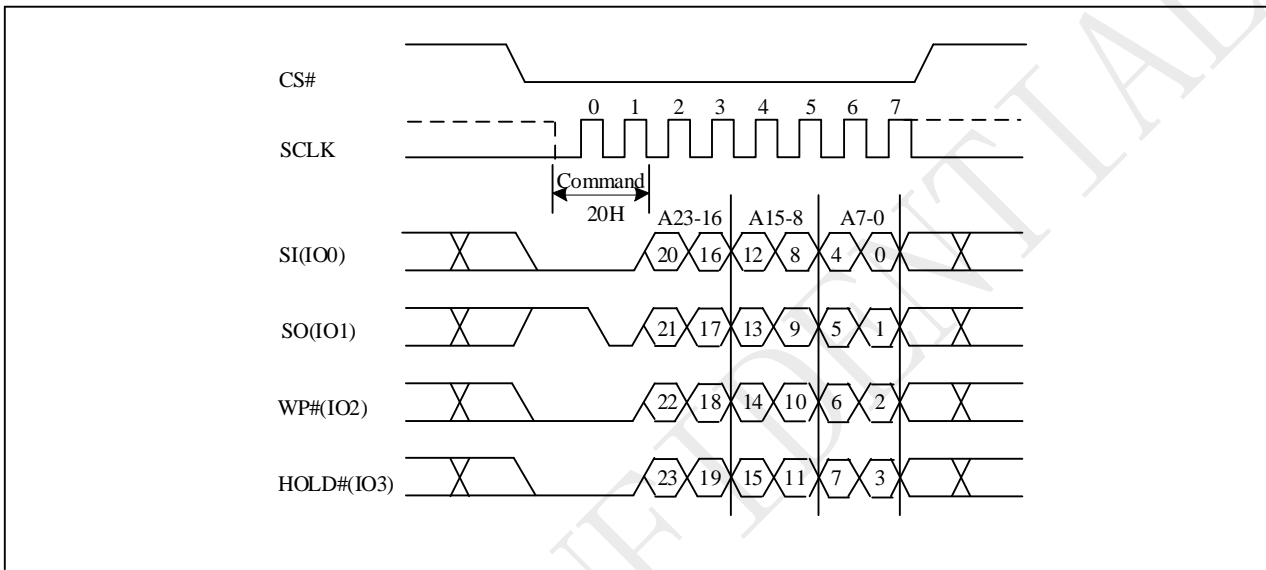 CS#
0 1 2 3 4 5 6 7
SCLK
Command
20H
A23-16 A15-8 A7-0
SI(IO0) 20 16 12 8 4 0
SO(IO1) 21 17 13 9 5 1
WP#(IO2) 22 18 14 10 6 2
HOLD#(IO3) 23 19 15 11 7 3